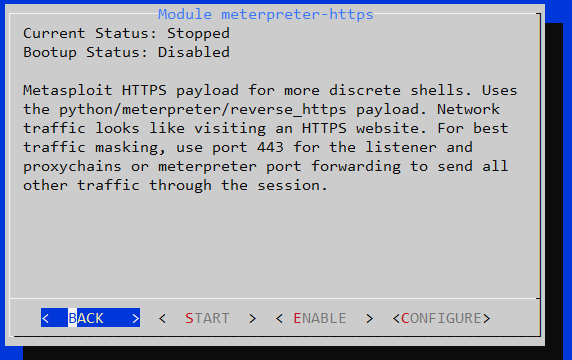 Module meterpreter-https
Current Status: Stopped
Bootup Status: Disabled
Metasploit HTTPS payload for more discrete shells. Uses
the python/meterpreter/reverse_https payload. Network
traffic looks like visiting an HTTPS website. For best
traffic masking, use port 443 for the listener and
proxychains or meterpreter port forwarding to send all
other traffic through the session.
< BACK > < START > < ENABLE > <CONFIGURE>